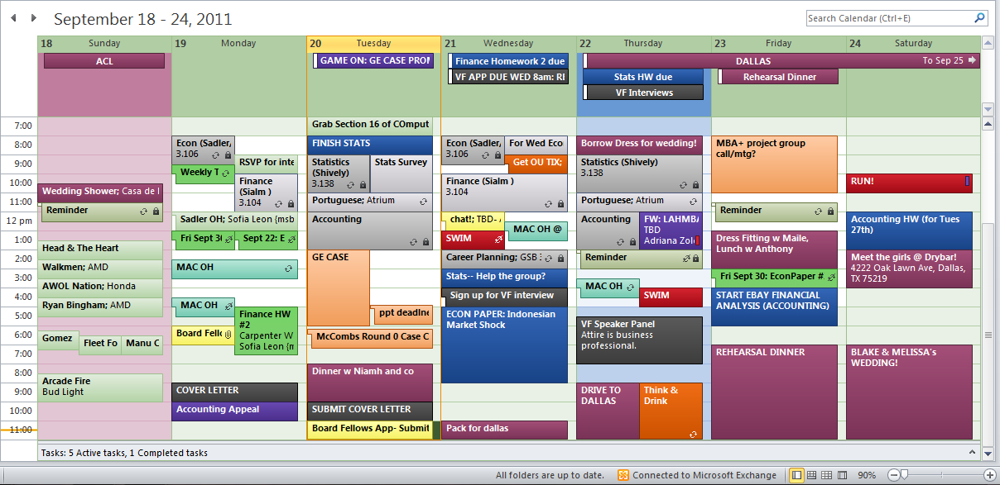 September 18 - 24, 2011
Search Calendar (Ctrl+E)
18 Sunday
19 Monday
20 Tuesday
21 Wednesday
22 Thursday
23 Friday
24 Saturday
ACL
GAME ON: GE CASE
Finance Homework 2 due
VF APP DUE WED 8am:
DALLAS
To Sep 25
Stats HW due
VF Interviews
Rehearsal Dinner
7:00
8:00
9:00
10:00
11:00
12 pm
1:00
2:00
3:00
4:00
5:00
6:00
7:00
8:00
9:00
10:00
11:00
Wedding Shower; Casa de
Reminder
Head & The Heart
Walkmen; AMD
AWOL Nation; Honda
Ryan Bingham; AMD
Gomez
Fleet Fo
Manu C
Arcade Fire
Bud Light
Econ (Sadler,
3.106
RSVP for inte
Weekly T
Finance
(Sialm )
3.104
Sadler OH; Sofia Leon {msb
Fri Sept 30
Sept 22: E
MAC OH
MAC OH
Finance HW
#2
Carpenter W
Sofia Leon {m
Board Fello
COVER LETTER
Accounting Appeal
Grab Section 16 of COmput
FINISH STATS
Statistics
(Shively)
3.138
Stats Survey
Portuguese; Atrium
Accounting
GE CASE
ppt deadline
McCombs Round 0 Case C
Dinner w Niamh and co
SUBMIT COVER LETTER
Board Fellows App- Submit
Econ (Sadler,
3.106
For Wed Eco
Get OU TIX;
Finance (Sialm )
3.104
chat!; TBD-
MAC OH @
SWIM
Career Planning; GSB
Stats-- Help the group?
Sign up for VF interview
ECON PAPER: Indonesian
Market Shock
Pack for dallas
Borrow Dress for wedding!
Statistics (Shively)
3.138
Portuguese; Atrium
Accounting
FW: LAHMBA
TBD
Adriana Zol
Reminder
MAC OH
SWIM
VF Speaker Panel
Attire is business
professional.
DRIVE TO
DALLAS
Think &
Drink
MBA+ project group
call/mtg?
Reminder
Dress Fitting w Maile,
Lunch w Anthony
Fri Sept 30: EconPaper #
START EBAY FINANCIAL
ANALYSIS (ACCOUNTING)
REHEARSAL DINNER
RUN!
Accounting HW (for Tues
27th)
Meet the girls @ Drybar!
4222 Oak Lawn Ave, Dallas,
TX 75219
BLAKE & MELISSA's
WEDDING!
Tasks: 5 Active tasks, 1 Completed tasks
All folders are up to date.
Connected to Microsoft Exchange
90%